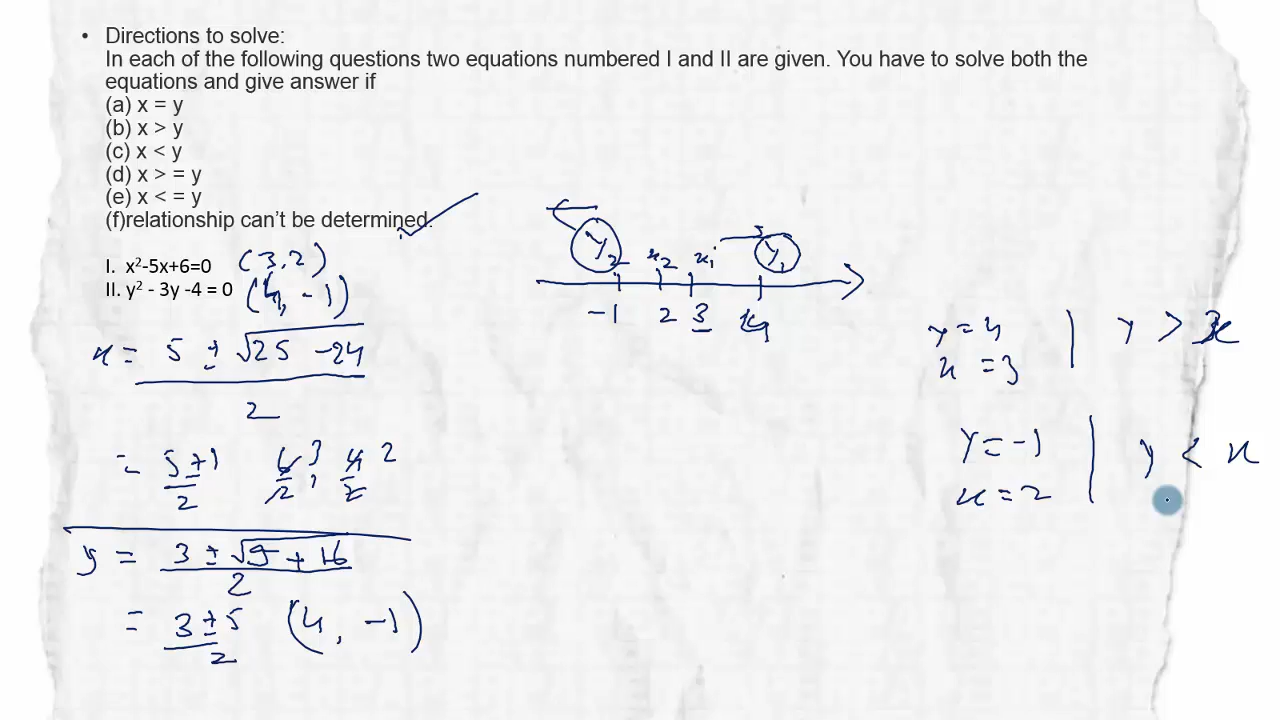 • Directions to solve:
In each of the following questions two equations numbered I and II are given. You have to solve both the
equations and give answer if
(a) x = y
(b) x > y
(c) x < y
(d) x > = y
(e) x < = y
(f)relationship can't be determined.
I. x²-5x+6=0 (3,2)
II. y² - 3y -4 = 0 (4, -1)
x = 5 ± √25 -24
2
= 5±1 6 3, 4 2
2 2 2
y = 3 ± √9 + 16
2
= 3±5 (4, -1)
2
y2 x2 x1 y1
-1 2 3 4
y = 4 | y > x
x = 3
y = -1 | y < x
x = 2